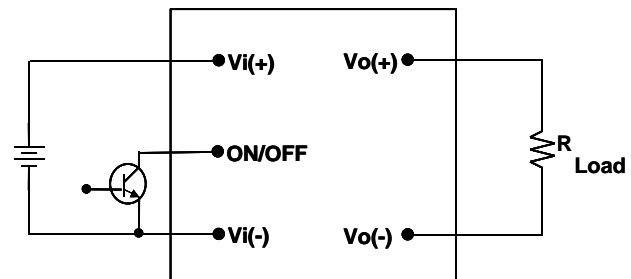 Vi(+)
Vo(+)
ON/OFF
R
Load
Vi(-)
Vo(-)